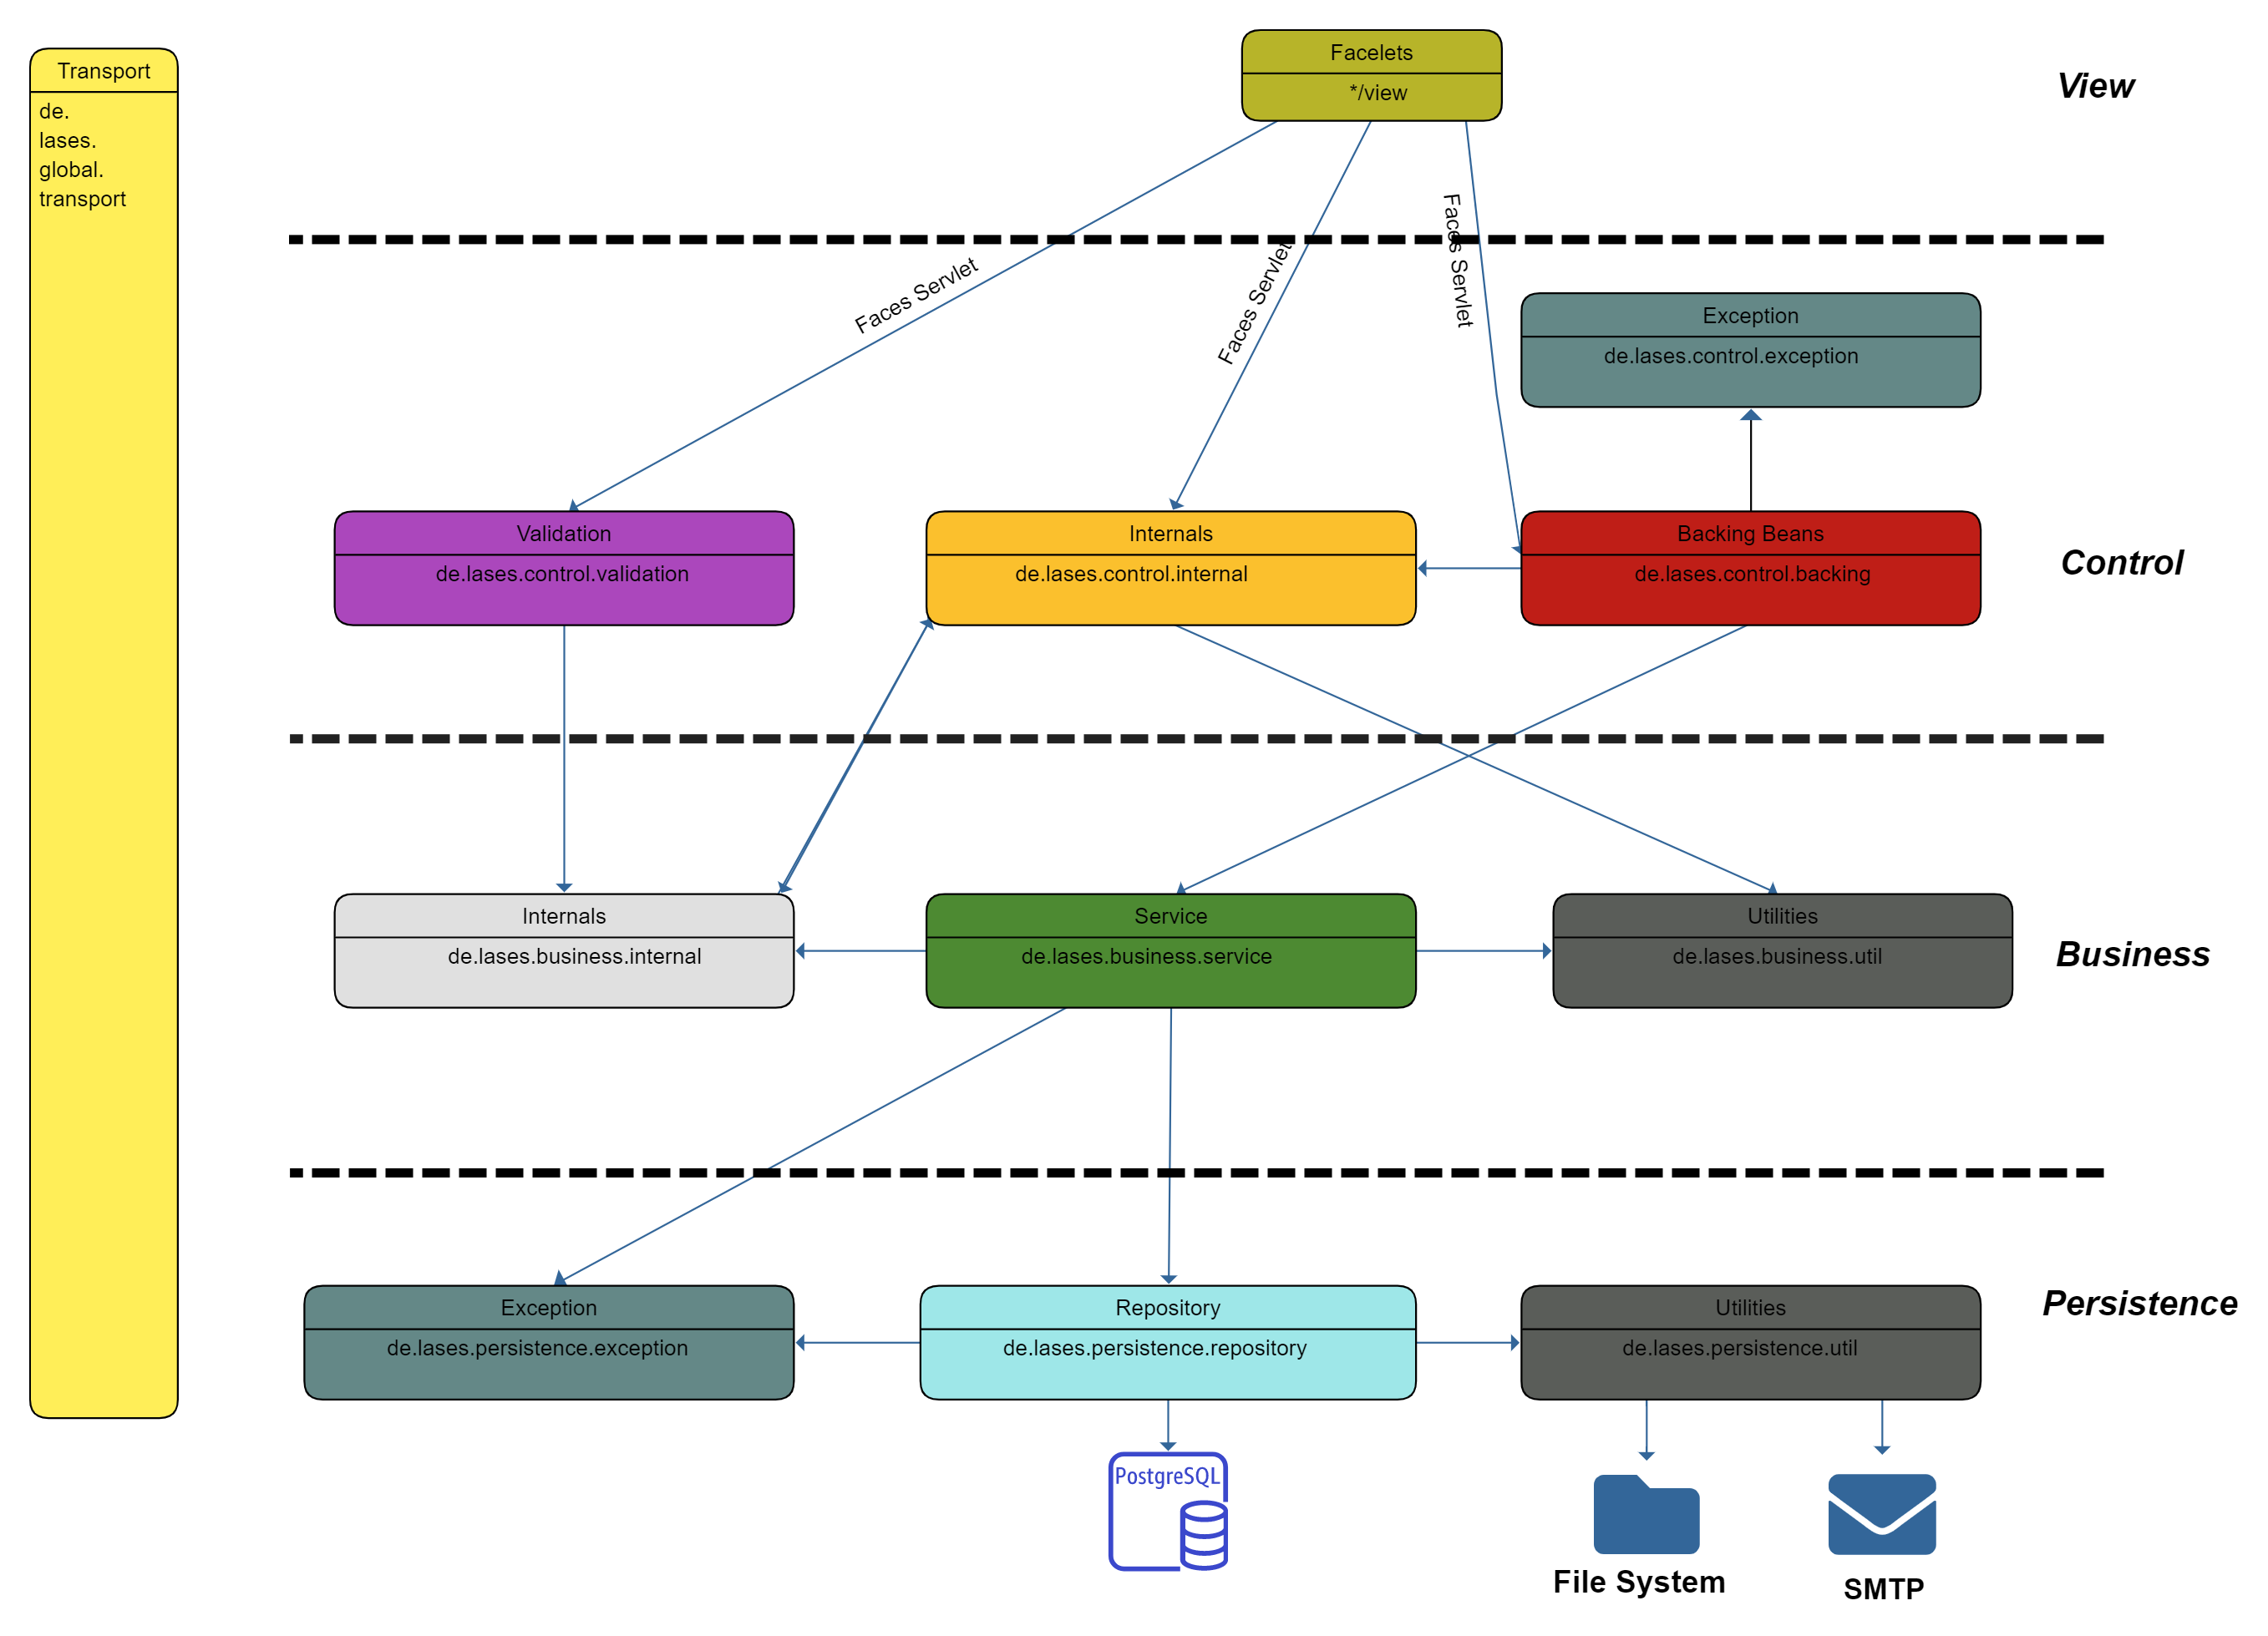 Transport
de.
lases.
global.
transport
Facelets
*/view
View
Faces Servlet
Faces Servlet
Faces Servlet
Exception
de.lases.control.exception
Validation
de.lases.control.validation
Internals
de.lases.control.internal
Backing Beans
de.lases.control.backing
Control
Internals
de.lases.business.internal
Service
de.lases.business.service
Utilities
de.lases.business.util
Business
Exception
de.lases.persistence.exception
Repository
de.lases.persistence.repository
Utilities
de.lases.persistence.util
Persistence
PostgreSQL
File System
SMTP